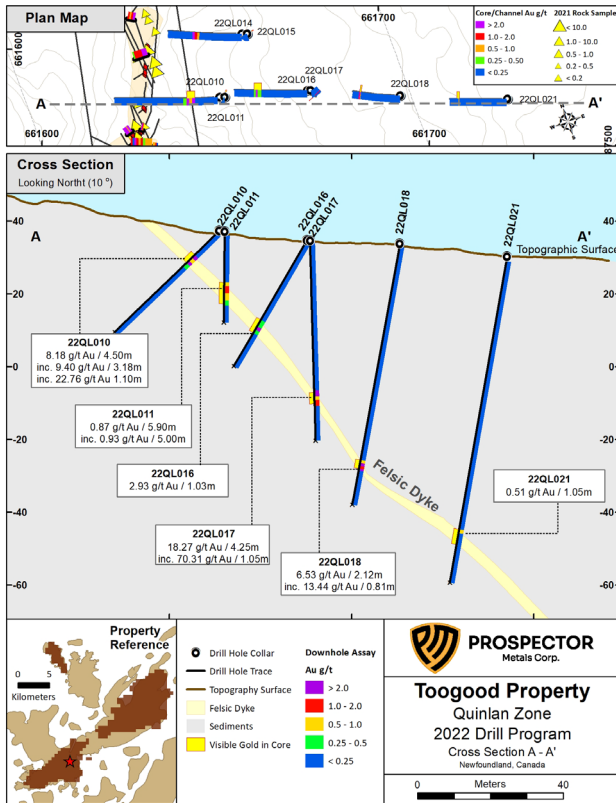 Plan Map
22QL014
22QL015
661600
661700
22QL010
22QL016
22QL017
22QL018
22QL011
22QL021
A
A'
661600
661700
87500
Core/Channel Au g/t
> 2.0
1.0 - 2.0
0.5 - 1.0
0.25 - 0.50
< 0.25
2021 Rock Sample
< 10.0
1.0 - 10.0
0.5 - 1.0
0.2 - 0.5
< 0.2
Cross Section
Looking Northt (10 °)
A
A'
22QL010
22QL011
22QL016
22QL017
22QL018
22QL021
Topographic Surface
40
20
0
-20
-40
-60
40
20
0
-20
-40
-60
22QL010
8.18 g/t Au / 4.50m
inc. 9.40 g/t Au / 3.18m
inc. 22.76 g/t Au 1.10m
22QL011
0.87 g/t Au / 5.90m
inc. 0.93 g/t Au / 5.00m
22QL016
2.93 g/t Au / 1.03m
22QL017
18.27 g/t Au / 4.25m
inc. 70.31 g/t Au / 1.05m
22QL018
6.53 g/t Au / 2.12m
inc. 13.44 g/t Au / 0.81m
22QL021
0.51 g/t Au / 1.05m
Felsic Dyke
Property
Reference
0 5
Kilometers
Drill Hole Collar
Drill Hole Trace
Topography Surface
Felsic Dyke
Sediments
Visible Gold in Core
Downhole Assay
Au g/t
> 2.0
1.0 - 2.0
0.5 - 1.0
0.25 - 0.5
< 0.25
PROSPECTOR
Metals Corp.
Toogood Property
Quinlan Zone
2022 Drill Program
Cross Section A - A'
Newfoundland, Canada
Meters
0 40